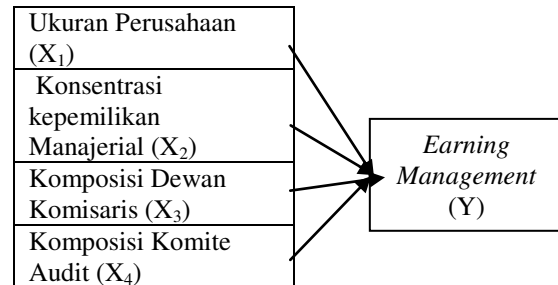 Ukuran Perusahaan
(X₁)
Konsentrasi
kepemilikan
Manajerial (X₂)
Komposisi Dewan
Komisaris (X₃)
Komposisi Komite
Audit (X₄)
Earning
Management
(Y)